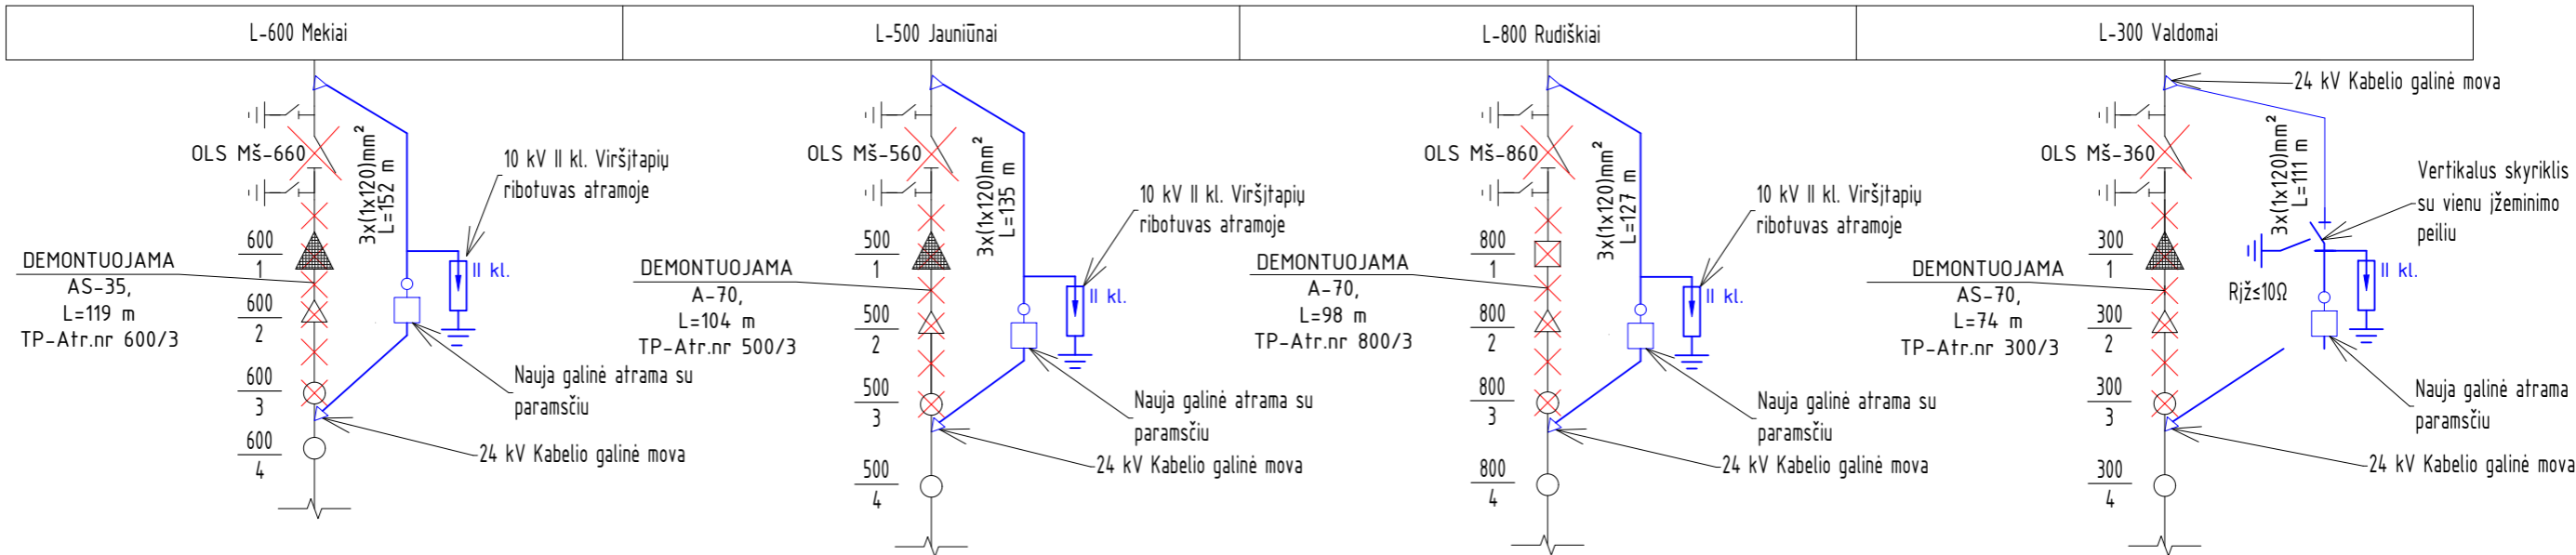 L-600 Mekiai
L-500 Jauniūnai
L-800 Rudiškiai
L-300 Valdomai
OLS Mš-660
3x(1x120)mm²
L=152 m
10 kV II kl. Viršįtapių
ribotuvas atramoje
II kl.
DEMONTUOJAMA
AS-35,
L=119 m
TP-Atr.nr 600/3
600
1
600
2
600
3
600
4
Nauja galinė atrama su
paramsčiu
24 kV Kabelio galinė mova
OLS Mš-560
3x(1x120)mm²
L=135 m
10 kV II kl. Viršįtapių
ribotuvas atramoje
II kl.
DEMONTUOJAMA
A-70,
L=104 m
TP-Atr.nr 500/3
500
1
500
2
500
3
500
4
Nauja galinė atrama su
paramsčiu
24 kV Kabelio galinė mova
OLS Mš-860
3x(1x120)mm²
L=127 m
10 kV II kl. Viršįtapių
ribotuvas atramoje
II kl.
DEMONTUOJAMA
A-70,
L=98 m
TP-Atr.nr 800/3
800
1
800
2
800
3
800
4
Nauja galinė atrama su
paramsčiu
24 kV Kabelio galinė mova
24 kV Kabelio galinė mova
OLS Mš-360
3x(1x120)mm²
L=111 m
Vertikalus skyriklis
su vienu įžeminimo
peiliu
II kl.
Rįž≤10Ω
DEMONTUOJAMA
AS-70,
L=74 m
TP-Atr.nr 300/3
300
1
300
2
300
3
300
4
Nauja galinė atrama su
paramsčiu
24 kV Kabelio galinė mova